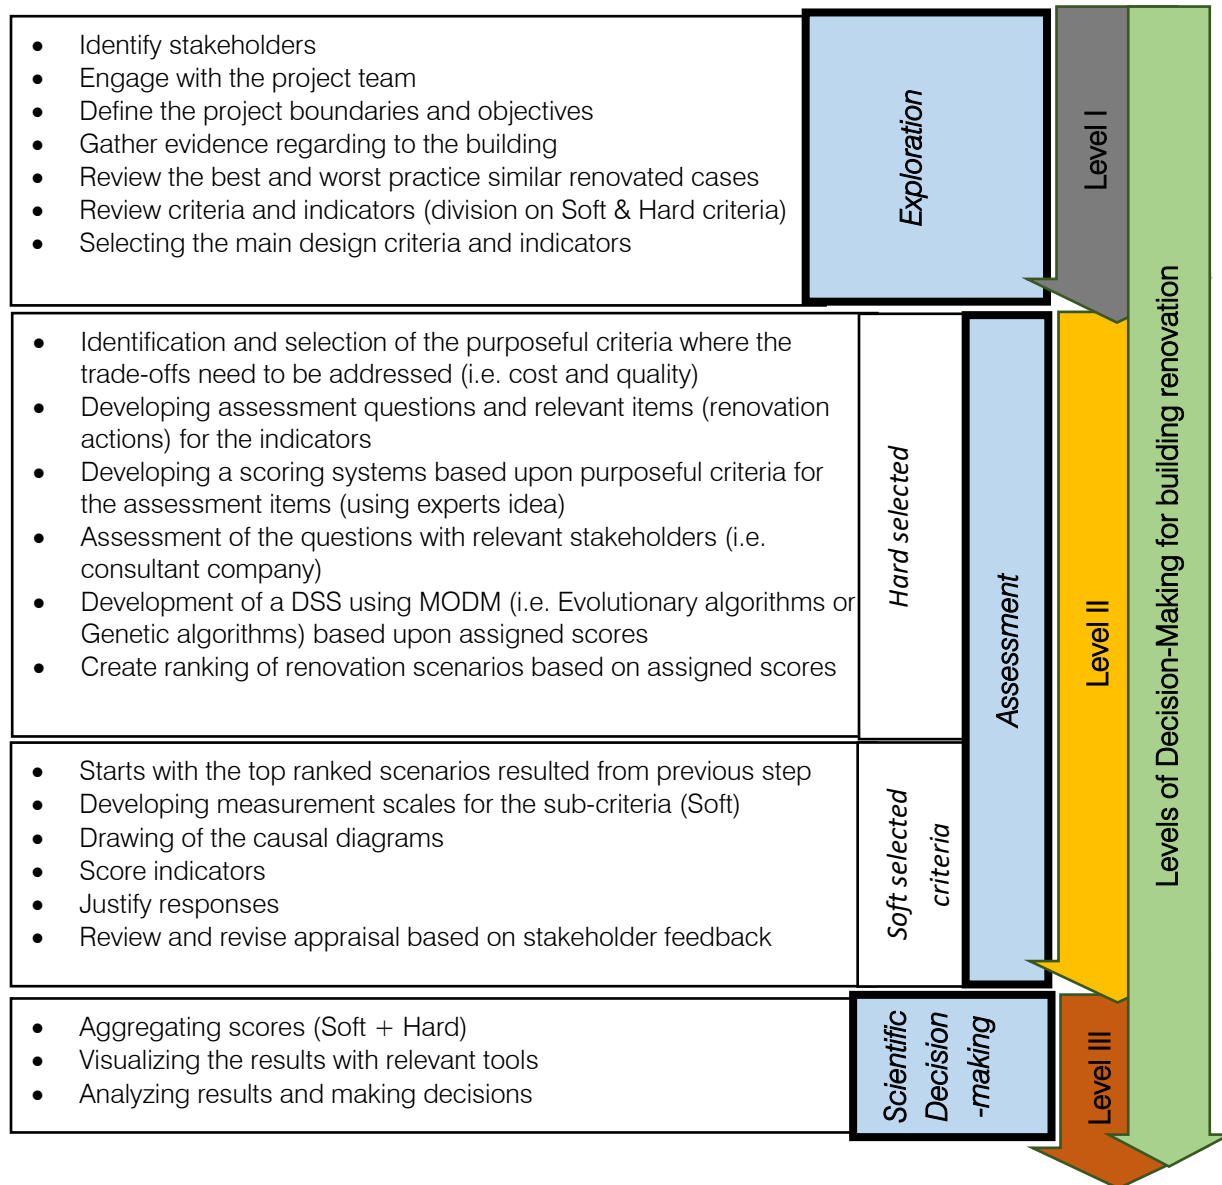 • Identify stakeholders
• Engage with the project team
• Define the project boundaries and objectives
• Gather evidence regarding to the building
• Review the best and worst practice similar renovated cases
• Review criteria and indicators (division on Soft & Hard criteria)
• Selecting the main design criteria and indicators
Exploration
Level I
• Identification and selection of the purposeful criteria where the
trade-offs need to be addressed (i.e. cost and quality)
• Developing assessment questions and relevant items (renovation
actions) for the indicators
• Developing a scoring systems based upon purposeful criteria for
the assessment items (using experts idea)
• Assessment of the questions with relevant stakeholders (i.e.
consultant company)
• Development of a DSS using MODM (i.e. Evolutionary algorithms or
Genetic algorithms) based upon assigned scores
• Create ranking of renovation scenarios based on assigned scores
Hard selected
• Starts with the top ranked scenarios resulted from previous step
• Developing measurement scales for the sub-criteria (Soft)
• Drawing of the causal diagrams
• Score indicators
• Justify responses
• Review and revise appraisal based on stakeholder feedback
Soft selected
criteria
Assessment
Level II
• Aggregating scores (Soft + Hard)
• Visualizing the results with relevant tools
• Analyzing results and making decisions
Scientific
Decision
-making
Level III
Levels of Decision-Making for building renovation